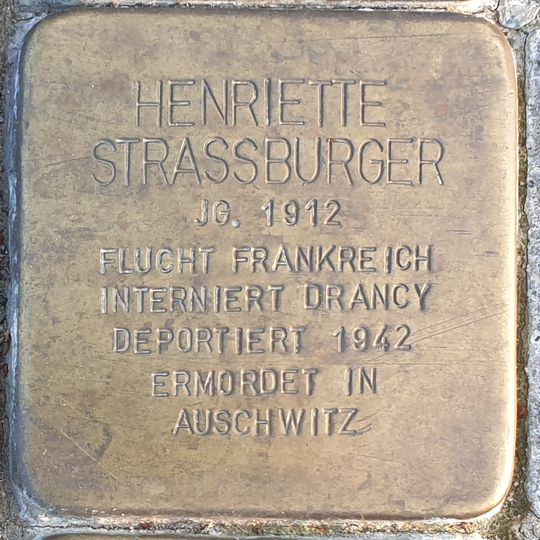 HENRIETTE
STRASSBURGER
JG. 1912
FLUCHT FRANKREICH
INTERNIERT DRANCY
DEPORTIERT 1942
ERMORDET IN
AUSCHWITZ